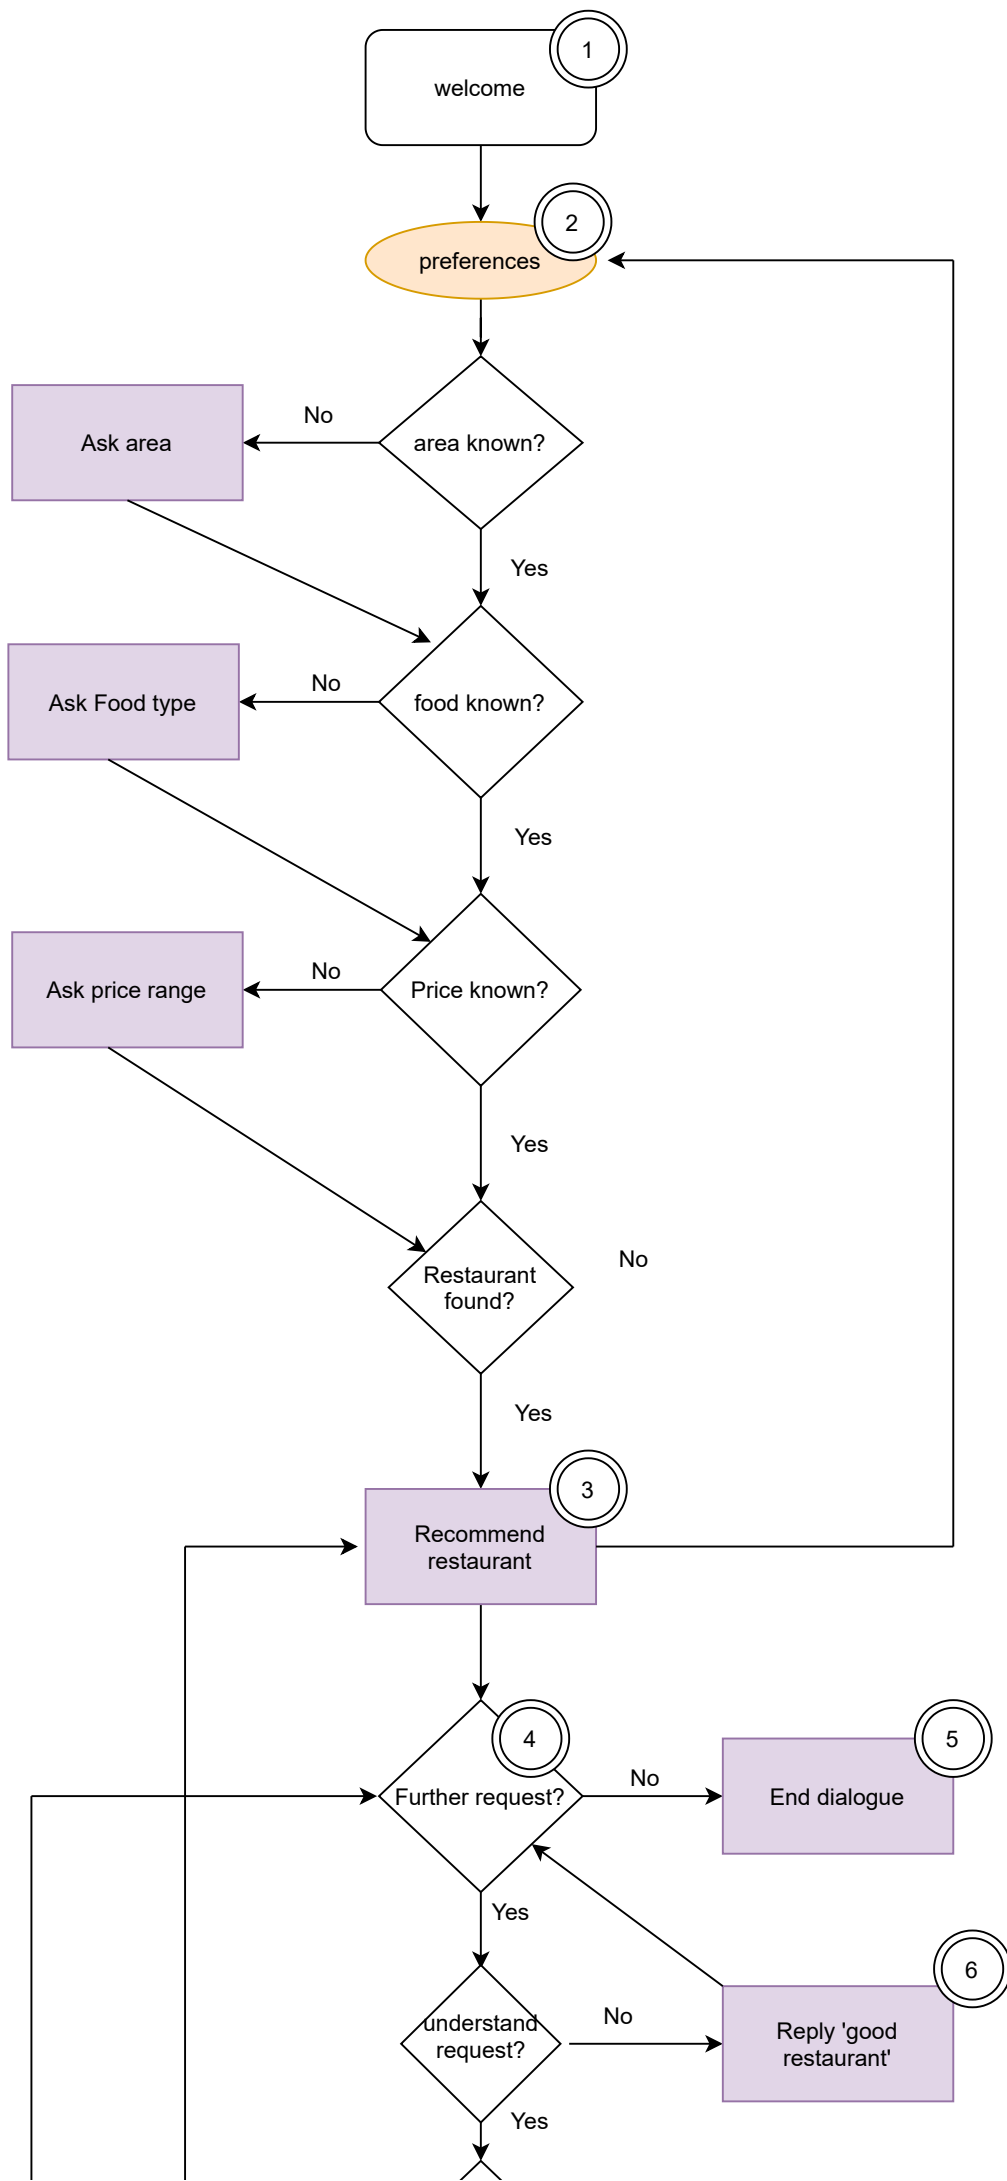 1
welcome
2
preferences
No
Ask area
area known?
Yes
No
Ask Food type
food known?
Yes
No
Ask price range
Price known?
Yes
No
Restaurant
found?
Yes
3
Recommend
restaurant
4
5
No
Further request?
End dialogue
Yes
6
No
understand
request?
Reply 'good
restaurant'
Yes